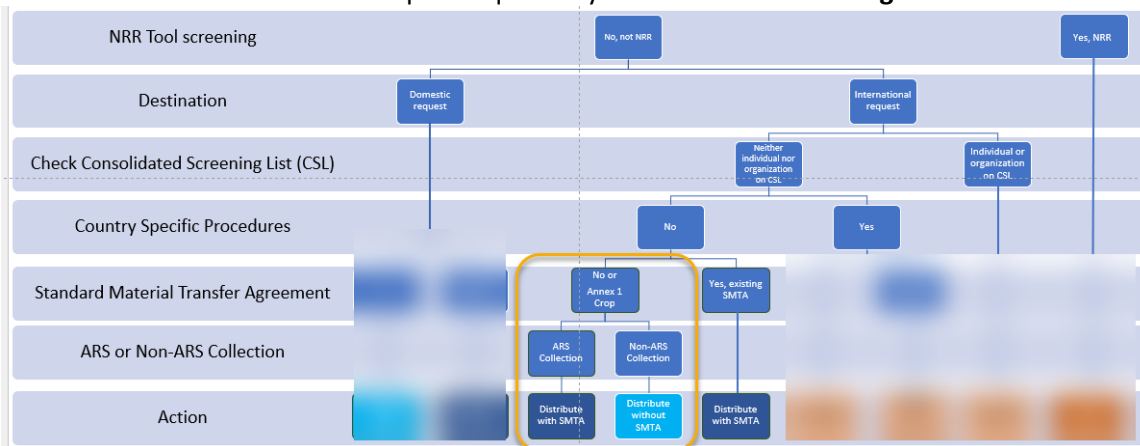 NRR Tool screening
No, not NRR
Yes, NRR
Destination
Domestic
request
International
request
Check Consolidated Screening List (CSL)
Neither
individual nor
organization
on CSL
Individual or
organization
on CSL
Country Specific Procedures
No
Yes
Standard Material Transfer Agreement
No or
Annex 1
Crop
Yes, existing
SMTA
ARS or Non-ARS Collection
ARS
Collection
Non-ARS
Collection
Action
Distribute
with SMTA
Distribute
without
SMTA
Distribute
with SMTA